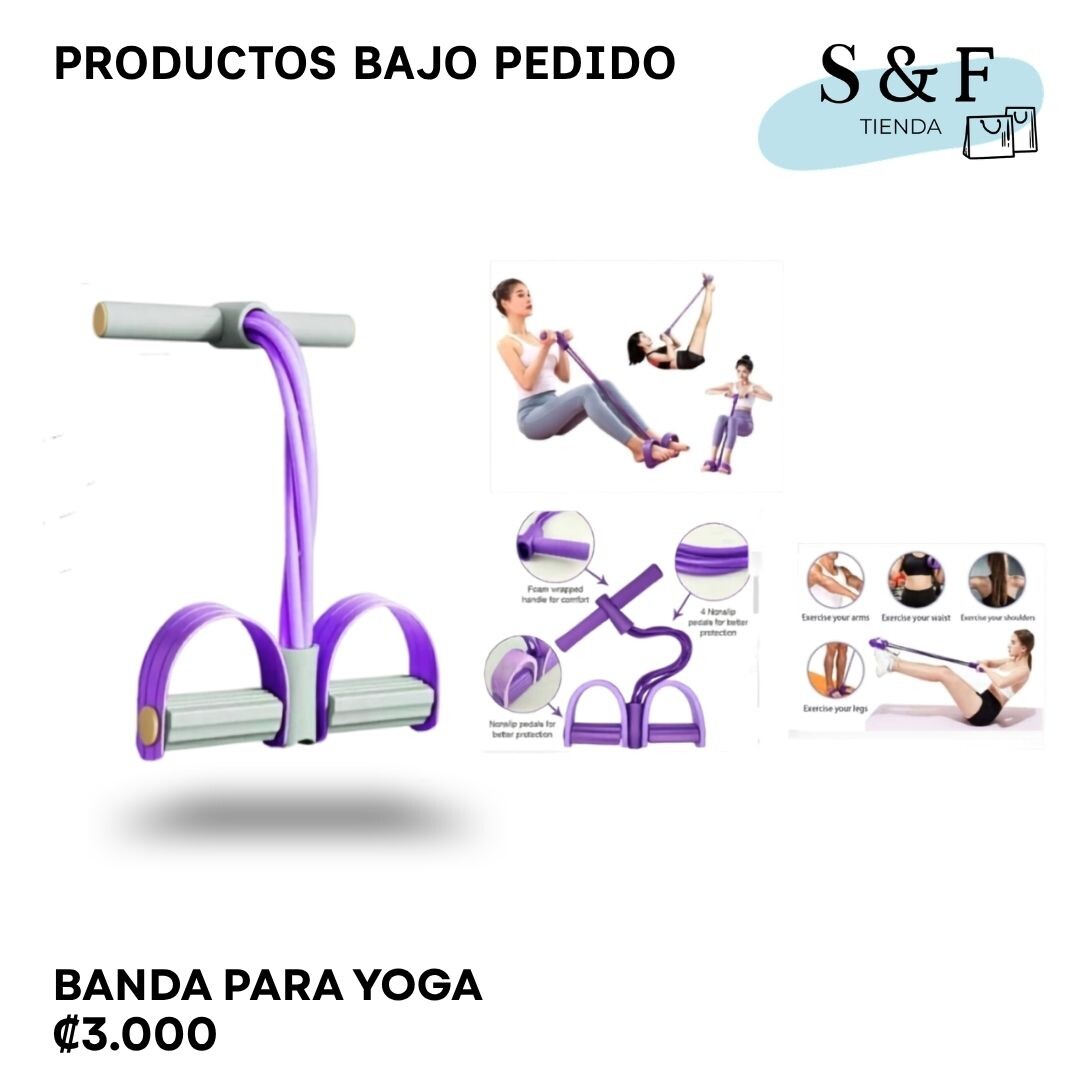 PRODUCTOS BAJO PEDIDO
S & F
TIENDA
Foam wrapped
handle for comfort
4 Nonslip
pedals for better
protection
Nonslip pedals for
better protection
Exercise your arms
Exercise your waist
Exercise your shoulders
Exercise your legs
BANDA PARA YOGA
₡3.000